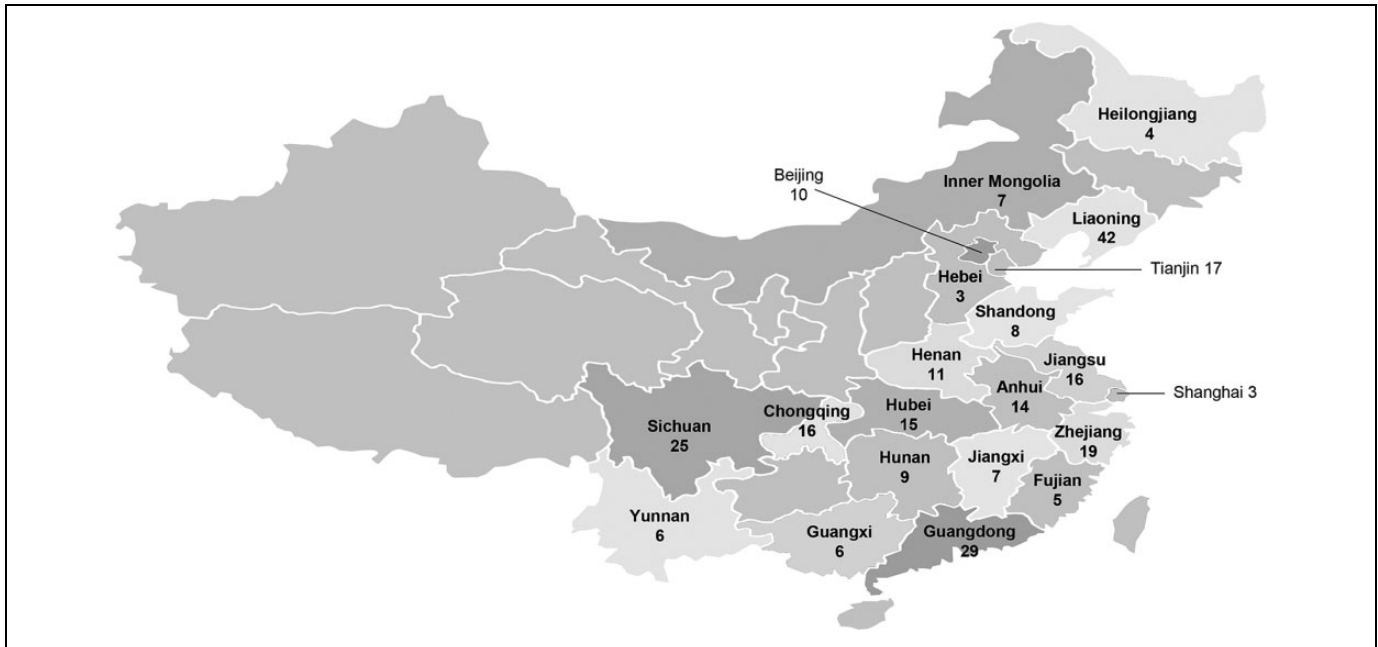 Heilongjiang
4
Beijing
10
Inner Mongolia
7
Liaoning
42
Tianjin 17
Hebei
3
Shandong
8
Henan
11
Jiangsu
16
Anhui
14
Shanghai 3
Sichuan
25
Chongqing
16
Hubei
15
Zhejiang
19
Hunan
9
Jiangxi
7
Fujian
5
Yunnan
6
Guangxi
6
Guangdong
29